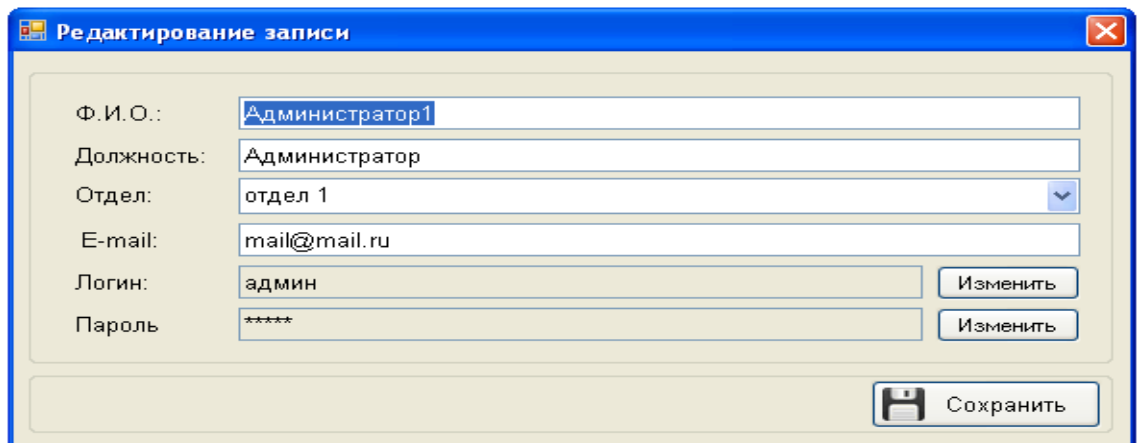 Редактирование записи
Ф.И.О.: Администратор1
Должность: Администратор
Отдел: отдел 1
E-mail: mail@mail.ru
Логин: админ Изменить
Пароль ***** Изменить
Сохранить